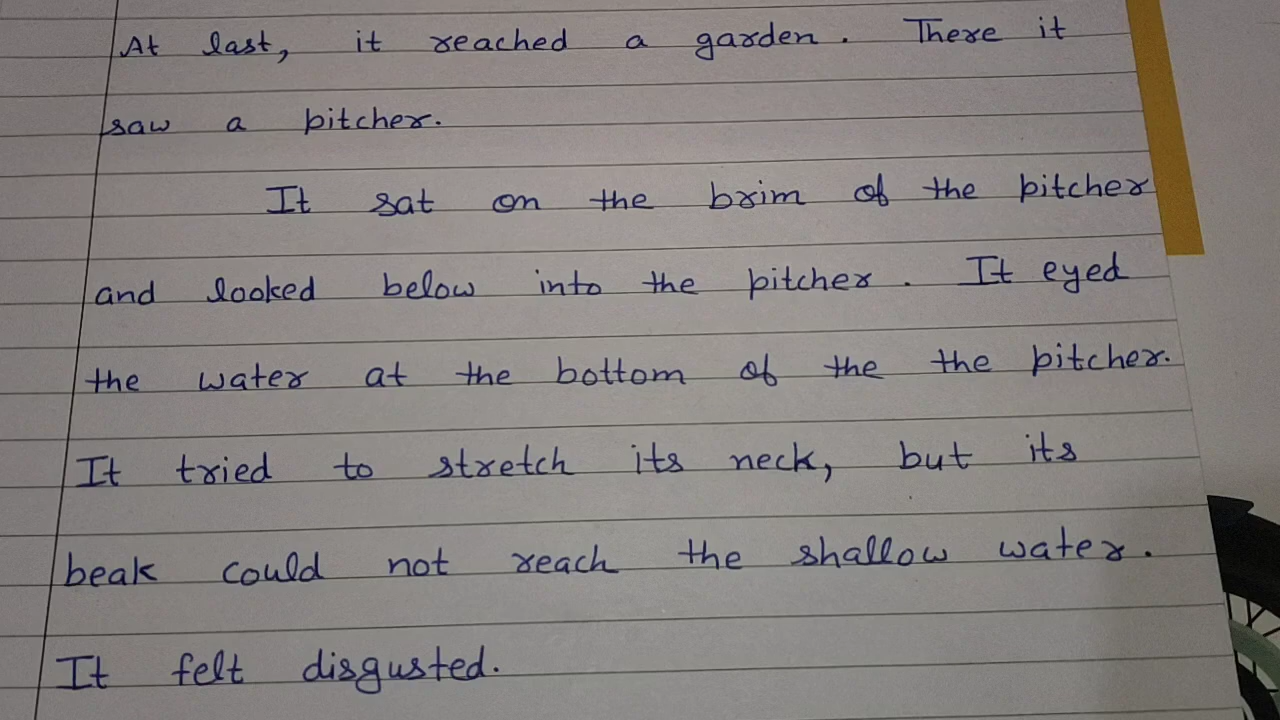 At last, it reached a garden. There it
saw a pitcher.
It sat on the brim of the pitcher
and looked below into the pitcher. It eyed
the water at the bottom of the the pitcher.
It tried to stretch its neck, but its
beak could not reach the shallow water.
It felt disgusted.